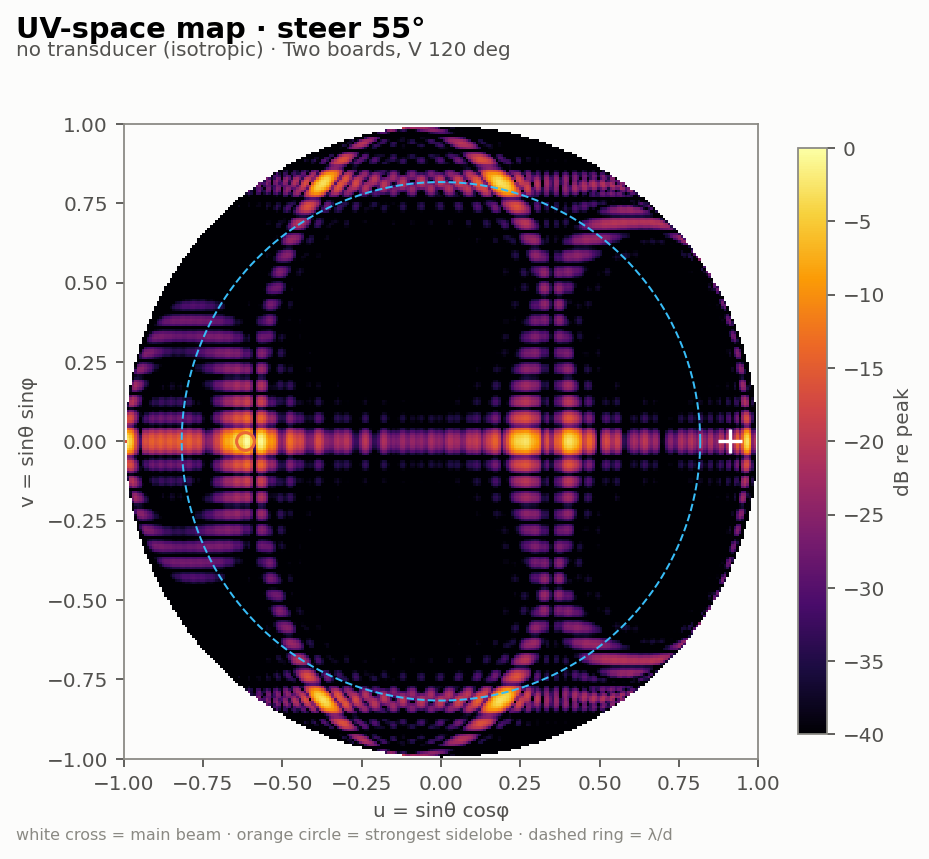 UV-space map · steer 55°
no transducer (isotropic) · Two boards, V 120 deg
1.00
0.75
0.50
0.25
0.00
−0.25
−0.50
−0.75
−1.00
v = sinθ sinφ
−1.00 −0.75 −0.50 −0.25 0.00 0.25 0.50 0.75 1.00
u = sinθ cosφ
0
−5
−10
−15
−20
−25
−30
−35
−40
dB re peak
white cross = main beam · orange circle = strongest sidelobe · dashed ring = λ/d